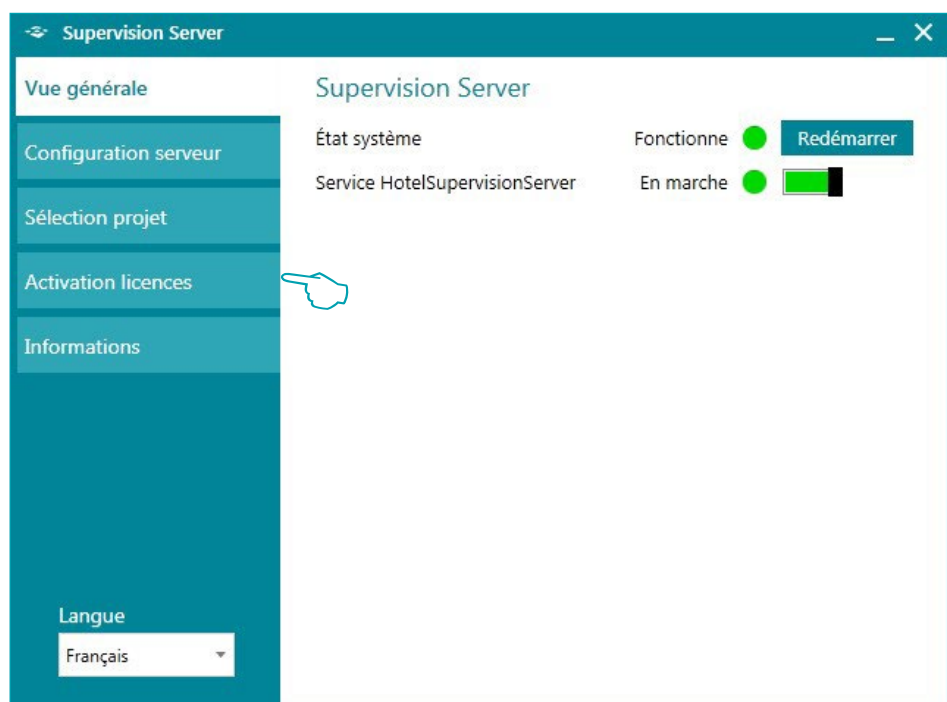 Supervision Server
Vue générale
Configuration serveur
Sélection projet
Activation licences
Informations
Langue
Français
Supervision Server
État système Fonctionne Redémarrer
Service HotelSupervisionServer En marche